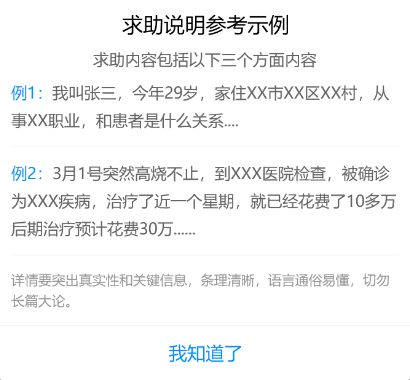 求助说明参考示例
求助内容包括以下三个方面内容
例1：我叫张三，今年29岁，家住XX市XX区XX村，从
事XX职业，和患者是什么关系....
例2：3月1号突然高烧不止，到XXX医院检查，被确诊
为XXX疾病，治疗了近一个星期，就已经花费了10多万
后期治疗预计花费30万......
详情要突出真实性和关键信息，条理清晰，语言通俗易懂，切勿
长篇大论。
我知道了